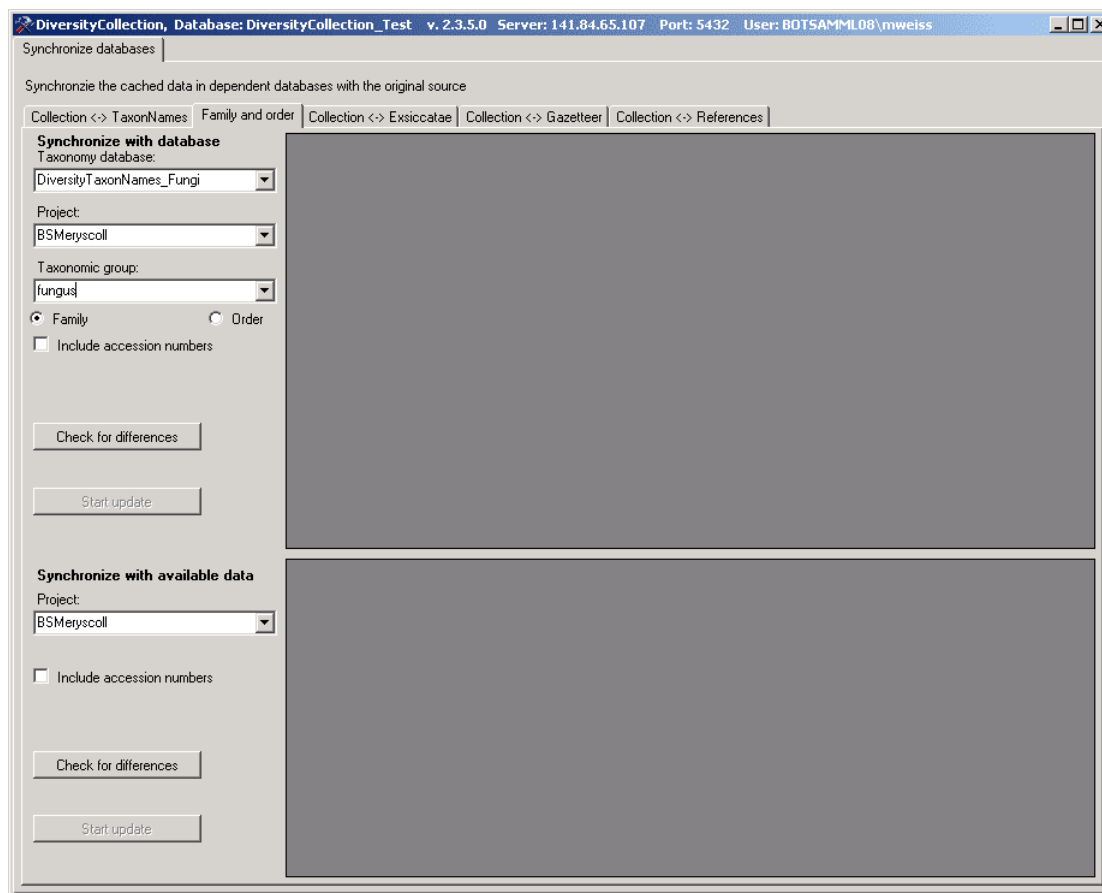 DiversityCollection, Database: DiversityCollection_Test v. 2.3.5.0 Server: 141.84.65.107 Port: 5432 User: BOTSAMML08\mweiss
Synchronize databases
Synchronzie the cached data in dependent databases with the original source
Collection <-> TaxonNames Family and order Collection <-> Exsiccatae Collection <-> Gazetteer Collection <-> References
Synchronize with database
Taxonomy database:
DiversityTaxonNames_Fungi
Project:
BSMeryscoll
Taxonomic group:
fungus
Family Order
Include accession numbers
Check for differences
Start update
Synchronize with available data
Project:
BSMeryscoll
Include accession numbers
Check for differences
Start update